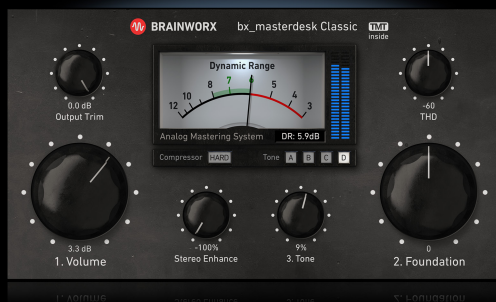 BRAINWORX bx_masterdesk Classic TMT
inside
Dynamic Range
12 10 8 7 6 5 4 3
Analog Mastering System DR: 5.9dB
Compressor HARD Tone A B C D
0.0 dB
Output Trim
-60
THD
3.3 dB
1. Volume
-100%
Stereo Enhance
9%
3. Tone
0
2. Foundation